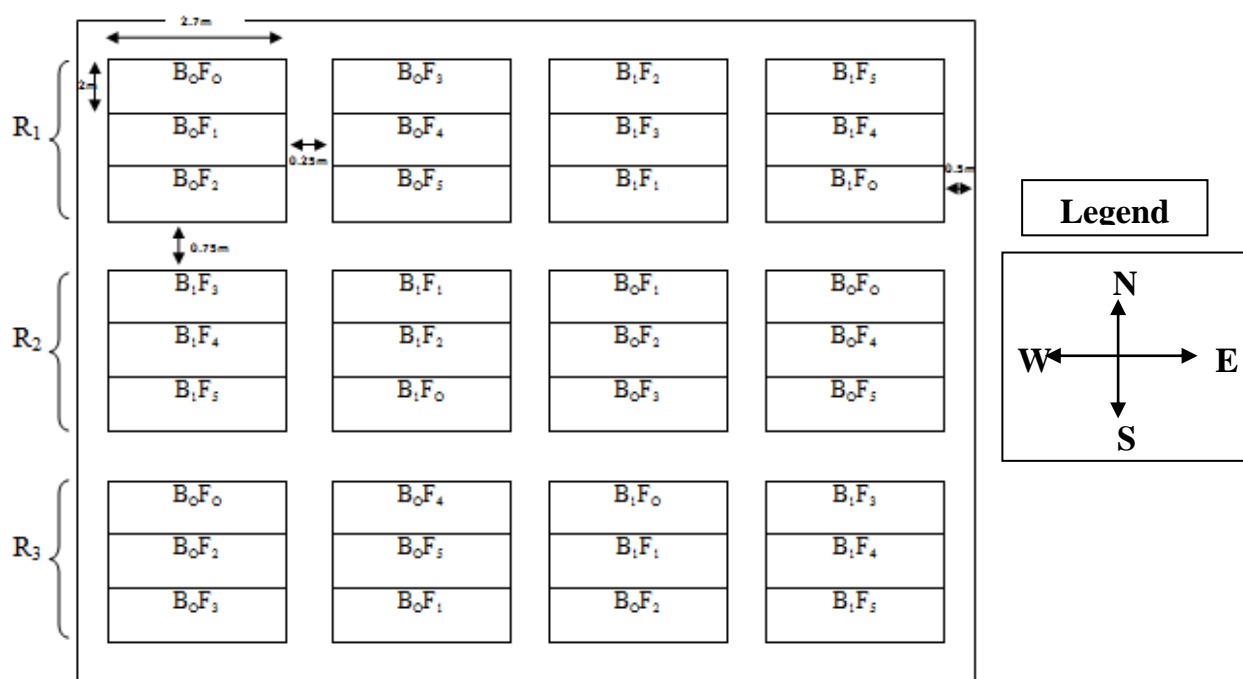 2.7m
2m
R₁
B₀F₀ B₀F₃ B₁F₂ B₁F₅
B₀F₁ B₀F₄ B₁F₃ B₁F₄
0.25m
B₀F₂ B₀F₅ B₁F₁ B₁F₀
0.5m
Legend
0.75m
R₂
B₁F₃ B₁F₁ B₀F₁ B₀F₀
B₁F₄ B₁F₂ B₀F₂ B₀F₄
B₁F₅ B₁F₀ B₀F₃ B₀F₅
N
W E
S
R₃
B₀F₀ B₀F₄ B₁F₀ B₁F₃
B₀F₂ B₀F₅ B₁F₁ B₁F₄
B₀F₃ B₀F₁ B₀F₂ B₁F₅